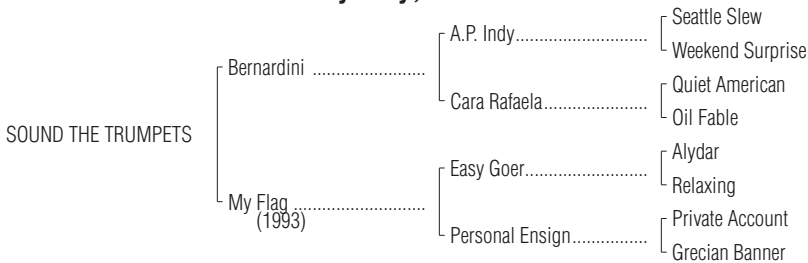 Seattle Slew
A.P. Indy..............................
Weekend Surprise
Bernardini .........................
Quiet American
Cara Rafaela........................
Oil Fable
SOUND THE TRUMPETS
Alydar
Easy Goer............................
Relaxing
My Flag .............................
(1993)
Private Account
Personal Ensign.................
Grecian Banner